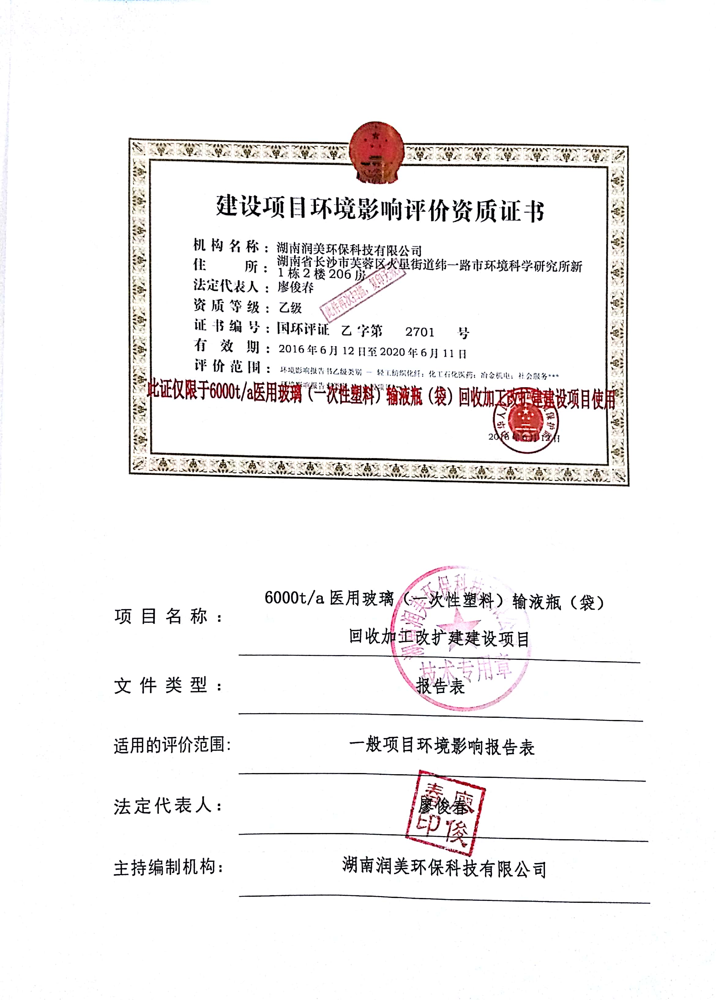 建设项目环境影响评价资质证书
机构名称：湖南润美环保科技有限公司
住所：湖南省长沙市芙蓉区火星街道纬一路市环境科学研究所新
1栋2楼206房
法定代表人：廖俊春
此件再次扫描，复印无效
资质等级：乙级
证书编号：国环评证 乙字第 2701 号
有效期：2016年6月12日至2020年6月11日
评价范围：环境影响报告书乙级类别 — 轻工纺织化纤；化工石化医药；冶金机电；社会服务***
此证仅限于6000t/a医用玻璃（一次性塑料）输液瓶（袋）回收加工改扩建建设项目使用
2016年6月12日
项目名称：
6000t/a医用玻璃（一次性塑料）输液瓶（袋）
回收加工改扩建建设项目
湖南润美环保科技有限公司
技术专用章
文件类型：
报告表
适用的评价范围：
一般项目环境影响报告表
法定代表人：
廖俊春
廖俊春印
主持编制机构：
湖南润美环保科技有限公司